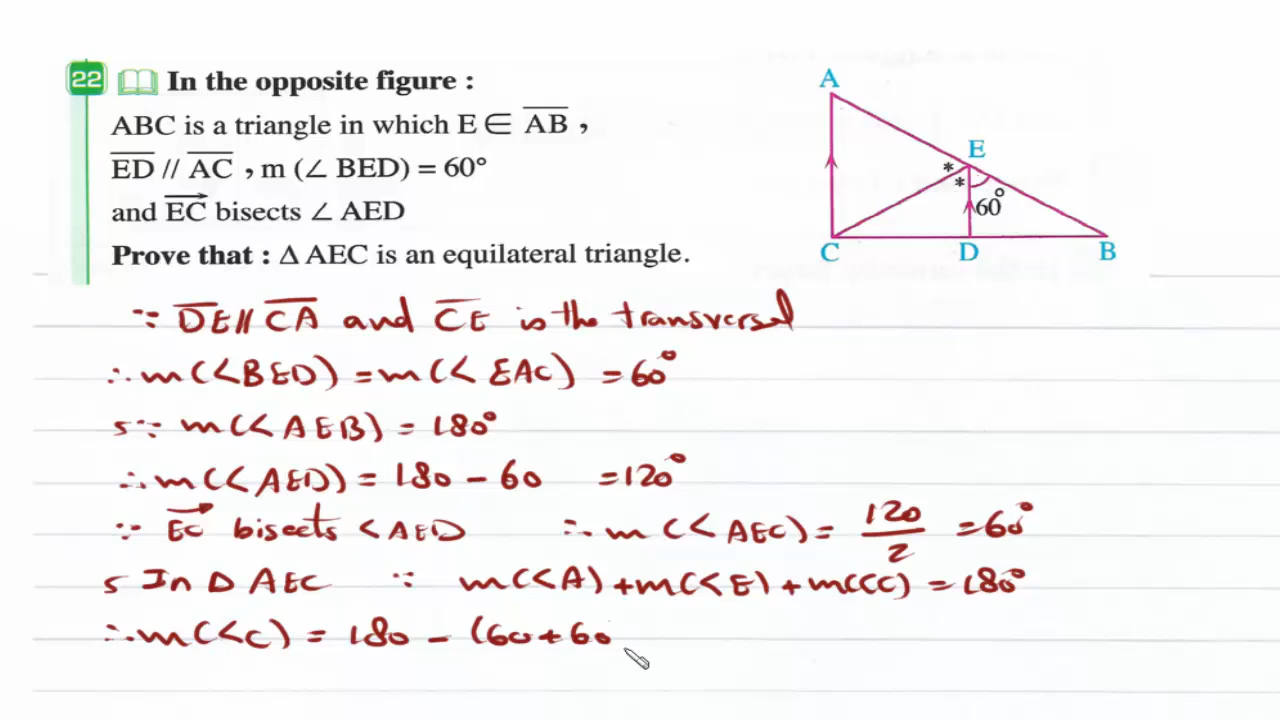 22 In the opposite figure :
ABC is a triangle in which E ∈ AB ,
ED // AC , m (∠ BED) = 60°
and EC bisects ∠ AED
Prove that : Δ AEC is an equilateral triangle.
A
E
*
*
60°
C
D
B
∵ DE // CA and CE is the transversal
∴ m(<BED) = m(< EAC) = 60°
, ∵ m(< AEB) = 180°
∴ m(<AED) = 180 - 60 = 120°
∵ EC bisects <AED ∴ m(<AEC) = 120/2 = 60°
, In Δ AEC ∵ m(<A) + m(<E) + m(<C) = 180°
∴ m(<C) = 180 - (60+60